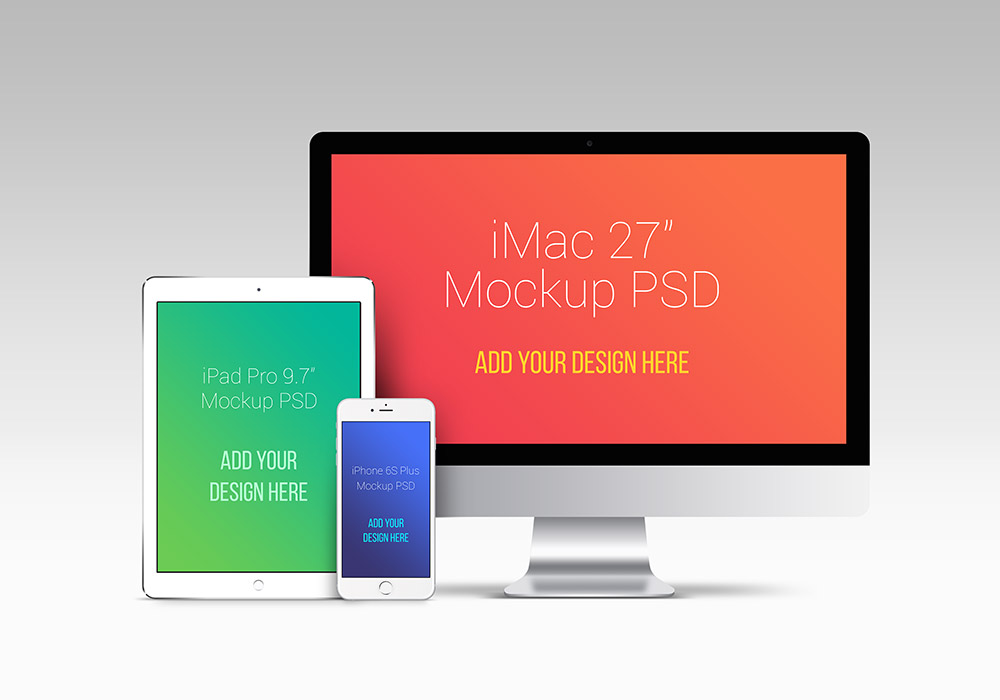 iMac 27”
Mockup PSD
ADD YOUR DESIGN HERE
iPad Pro 9.7”
Mockup PSD
ADD YOUR
DESIGN HERE
iPhone 6S Plus
Mockup PSD
ADD YOUR
DESIGN HERE